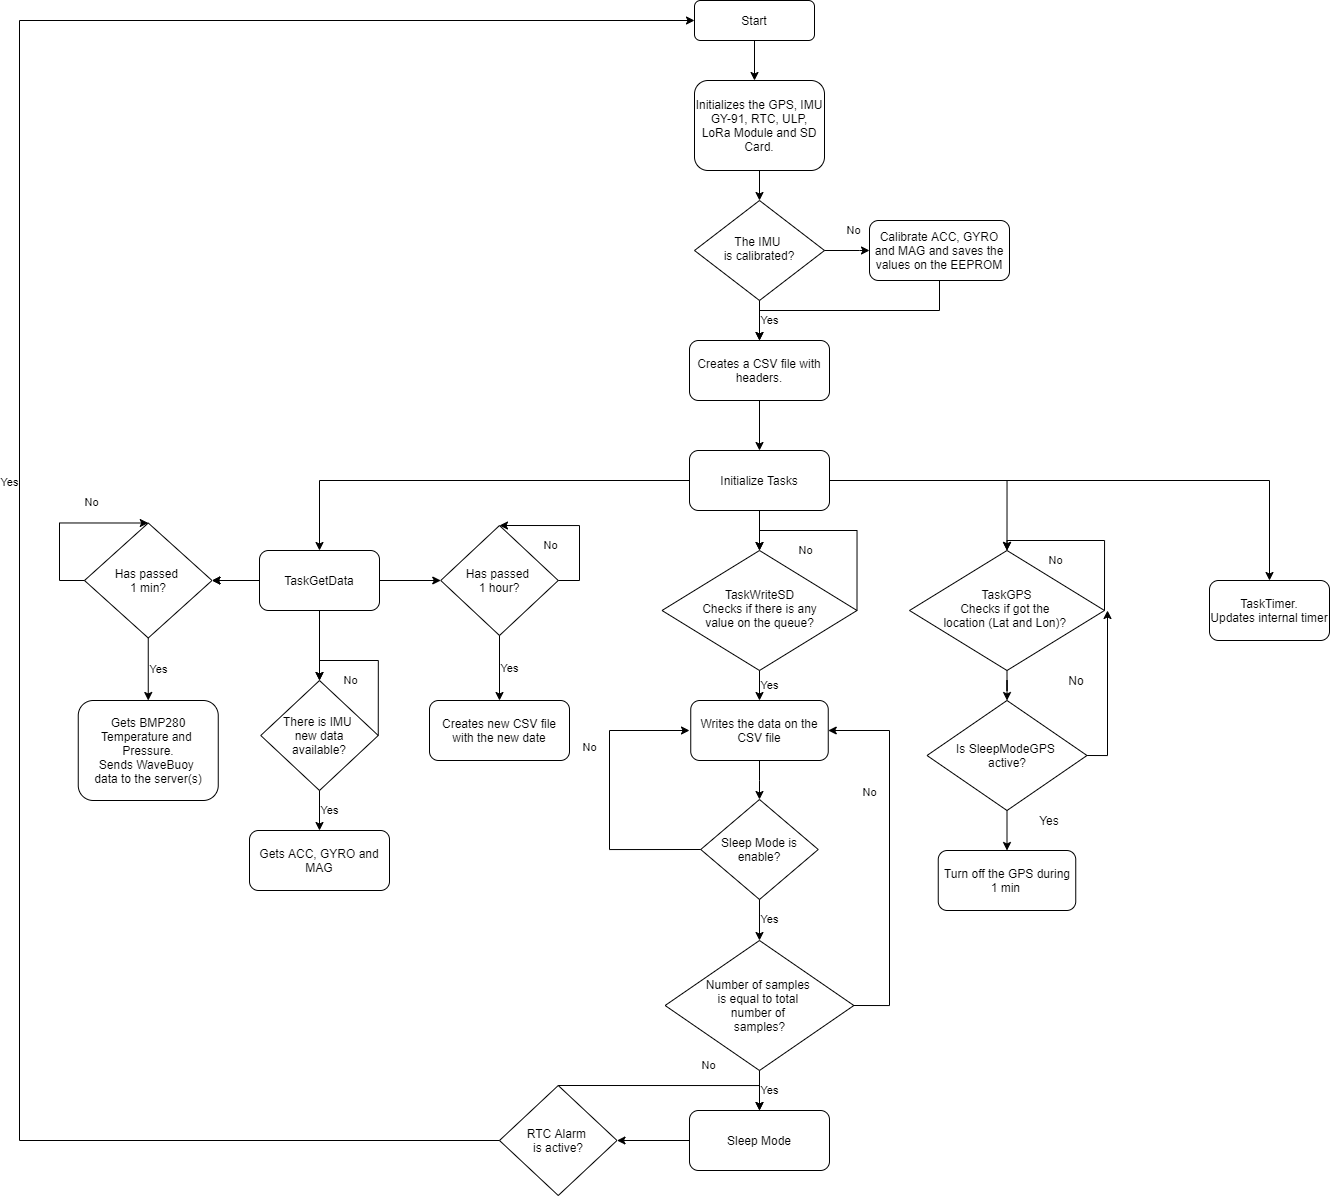 Start
Initializes the GPS, IMU
GY-91, RTC, ULP,
LoRa Module and SD
Card.
The IMU
is calibrated?
No
Calibrate ACC, GYRO
and MAG and saves the
values on the EEPROM
Yes
Creates a CSV file with
headers.
Initialize Tasks
Yes
No
Has passed
1 min?
TaskGetData
No
Has passed
1 hour?
No
TaskWriteSD
Checks if there is any
value on the queue?
No
TaskGPS
Checks if got the
location (Lat and Lon)?
TaskTimer.
Updates internal timer
Yes
Gets BMP280
Temperature and
Pressure.
Sends WaveBuoy
data to the server(s)
No
There is IMU
new data
available?
Yes
Gets ACC, GYRO and
MAG
Yes
Creates new CSV file
with the new date
Yes
Writes the data on the
CSV file
No
No
Sleep Mode is
enable?
Yes
Number of samples
is equal to total
number of
samples?
No
Is SleepModeGPS
active?
Yes
Turn off the GPS during
1 min
No
Yes
RTC Alarm
is active?
Sleep Mode